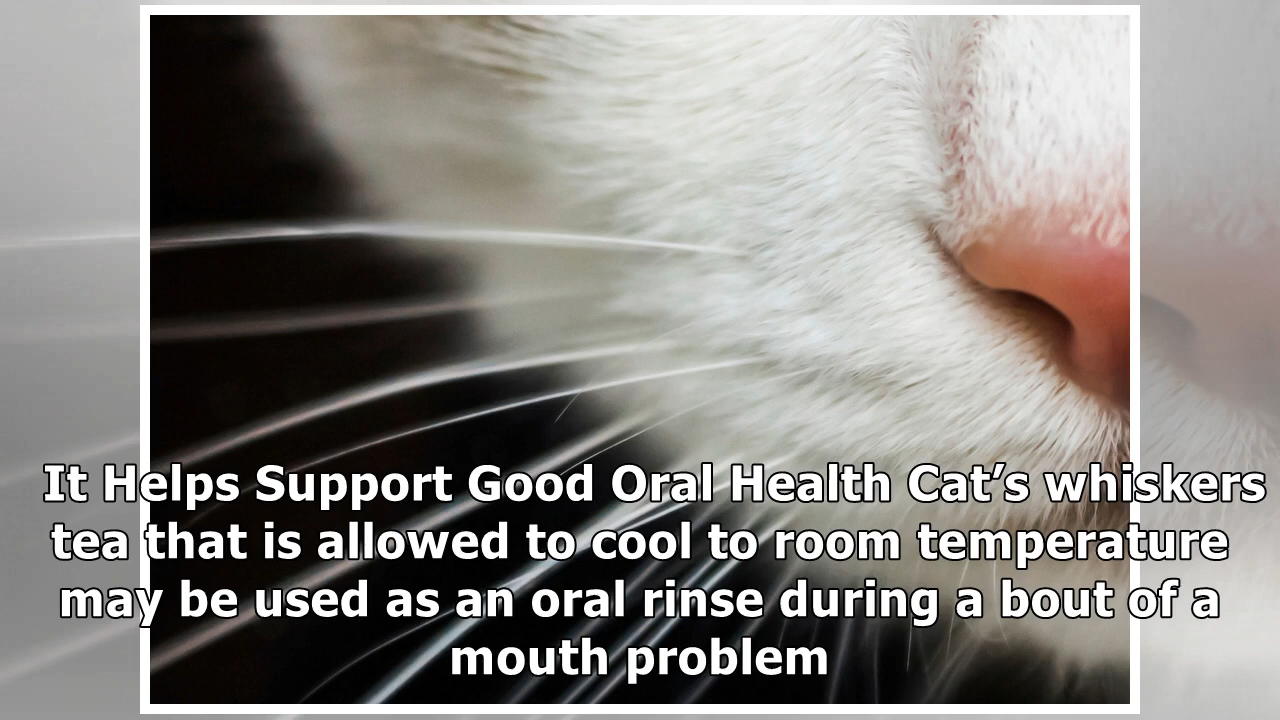 It Helps Support Good Oral Health Cat’s whiskers
tea that is allowed to cool to room temperature
may be used as an oral rinse during a bout of a
mouth problem